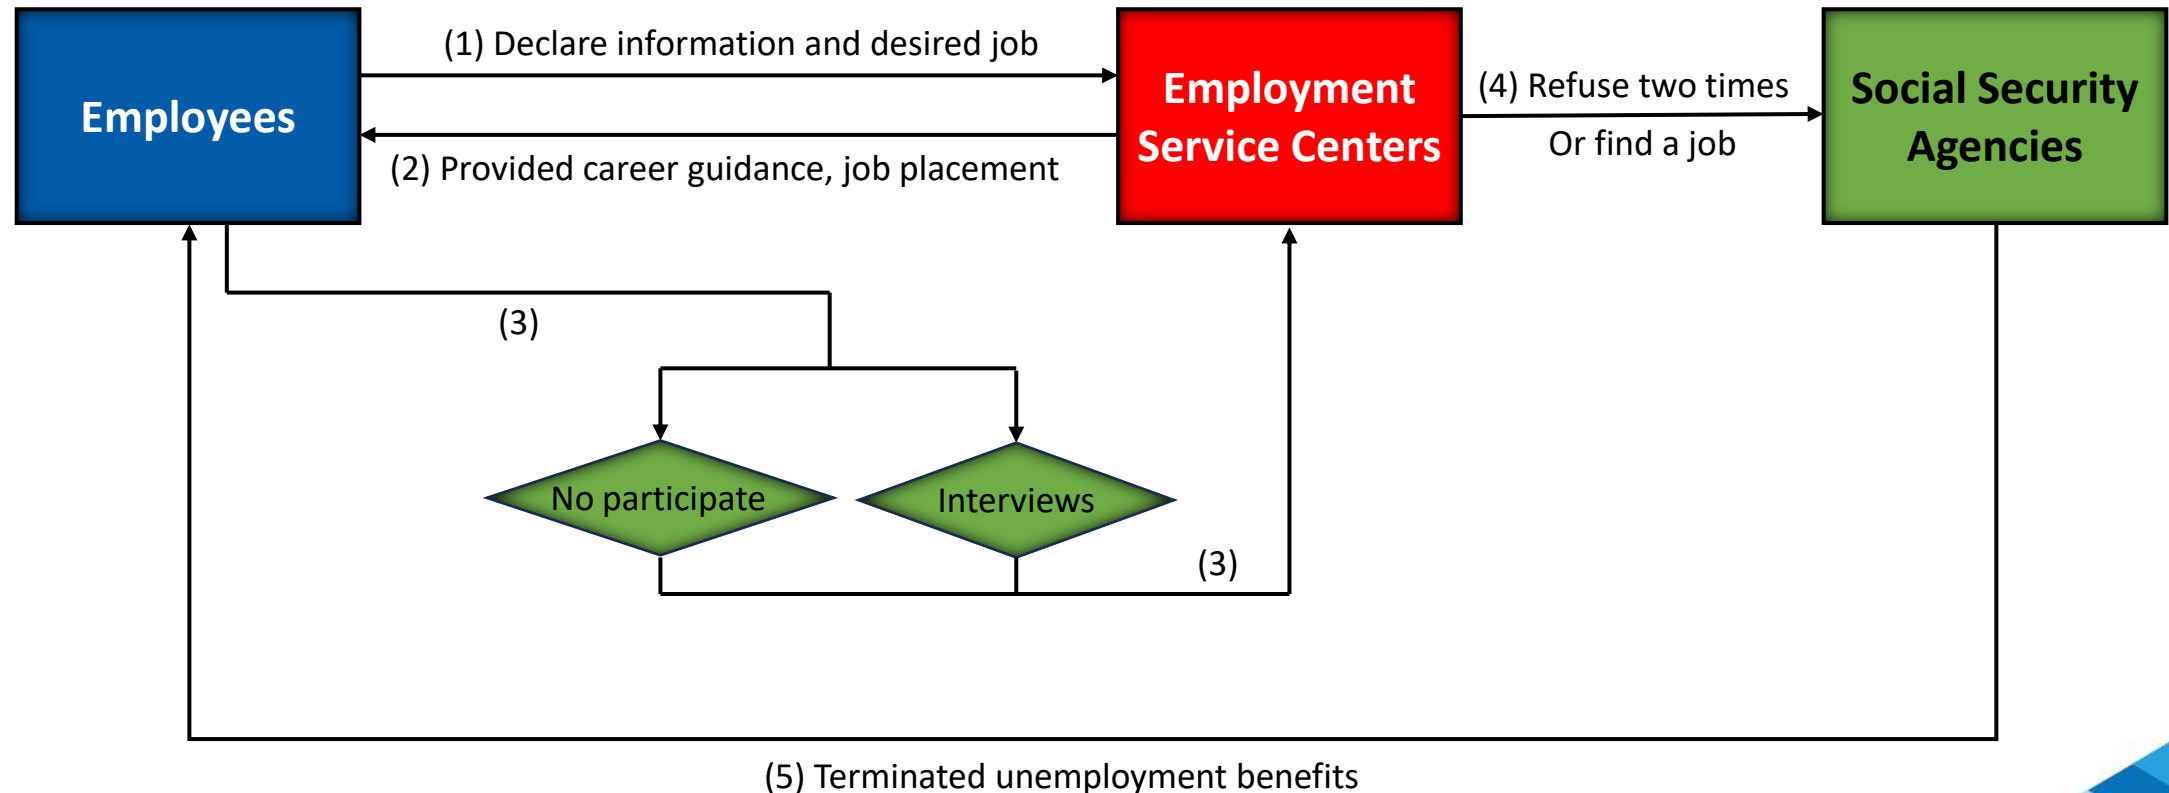 (1) Declare information and desired job
Employees
Employment
Service Centers
(4) Refuse two times
Or find a job
Social Security
Agencies
(2) Provided career guidance, job placement
(3)
No participate
Interviews
(3)
(5) Terminated unemployment benefits